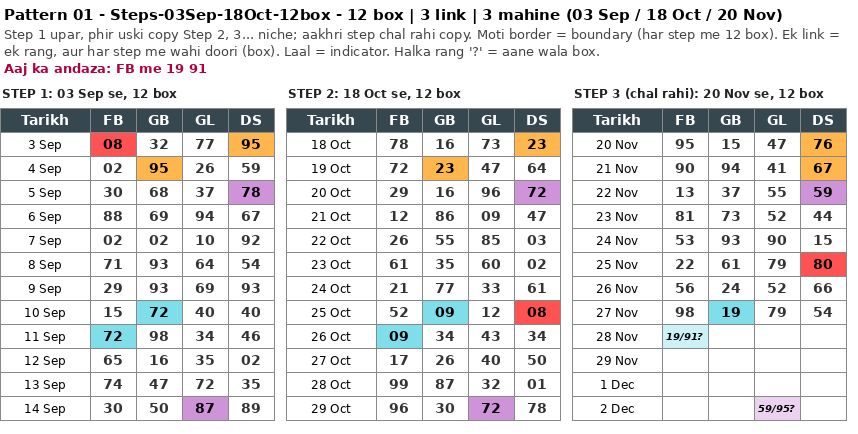 Pattern 01 - Steps-03Sep-18Oct-12box - 12 box | 3 link | 3 mahine (03 Sep / 18 Oct / 20 Nov)
Step 1 upar, phir uski copy Step 2, 3... niche; aakhri step chal rahi copy. Moti border = boundary (har step me 12 box). Ek link =
ek rang, aur har step me wahi doori (box). Laal = indicator. Halka rang '?' = aane wala box.
Aaj ka andaza: FB me 19 91
STEP 1: 03 Sep se, 12 box
Tarikh FB GB GL DS
3 Sep 08 32 77 95
4 Sep 02 95 26 59
5 Sep 30 68 37 78
6 Sep 88 69 94 67
7 Sep 02 02 10 92
8 Sep 71 93 64 54
9 Sep 29 93 69 93
10 Sep 15 72 40 40
11 Sep 72 98 34 46
12 Sep 65 16 35 02
13 Sep 74 47 72 35
14 Sep 30 50 87 89
STEP 2: 18 Oct se, 12 box
Tarikh FB GB GL DS
18 Oct 78 16 73 23
19 Oct 72 23 47 64
20 Oct 29 16 96 72
21 Oct 12 86 09 47
22 Oct 26 55 85 03
23 Oct 61 35 60 02
24 Oct 21 77 33 61
25 Oct 52 09 12 08
26 Oct 09 34 43 34
27 Oct 17 26 40 50
28 Oct 99 87 32 01
29 Oct 96 30 72 78
STEP 3 (chal rahi): 20 Nov se, 12 box
Tarikh FB GB GL DS
20 Nov 95 15 47 76
21 Nov 90 94 41 67
22 Nov 13 37 55 59
23 Nov 81 73 52 44
24 Nov 53 93 90 15
25 Nov 22 61 79 80
26 Nov 56 24 52 66
27 Nov 98 19 79 54
28 Nov 19/91?
29 Nov
1 Dec
2 Dec 59/95?